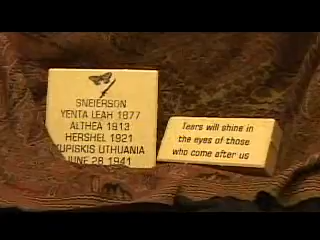 SNEIERSON
YENTA LEAH 1877
ALTHEA 1913
HERSHEL 1921
KUPISKIS LITHUANIA
JUNE 28 1941
Tears will shine in
the eyes of those
who come after us